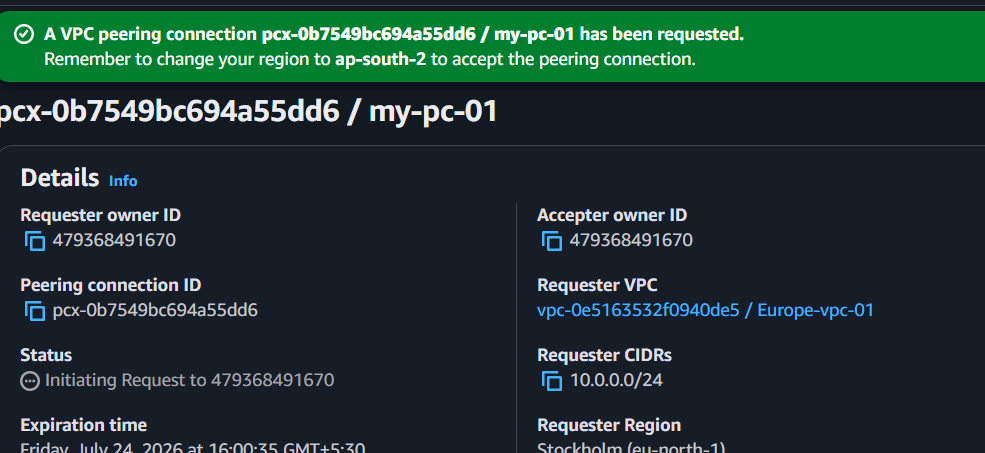 A VPC peering connection pcx-0b7549bc694a55dd6 / my-pc-01 has been requested.
Remember to change your region to ap-south-2 to accept the peering connection.
pcx-0b7549bc694a55dd6 / my-pc-01
Details Info
Requester owner ID
479368491670
Accepter owner ID
479368491670
Peering connection ID
pcx-0b7549bc694a55dd6
Requester VPC
vpc-0e5163532f0940de5 / Europe-vpc-01
Status
Initiating Request to 479368491670
Requester CIDRs
10.0.0.0/24
Expiration time
Friday, July 24, 2026 at 16:00:35 GMT+5:30
Requester Region
Stockholm (eu-north-1)